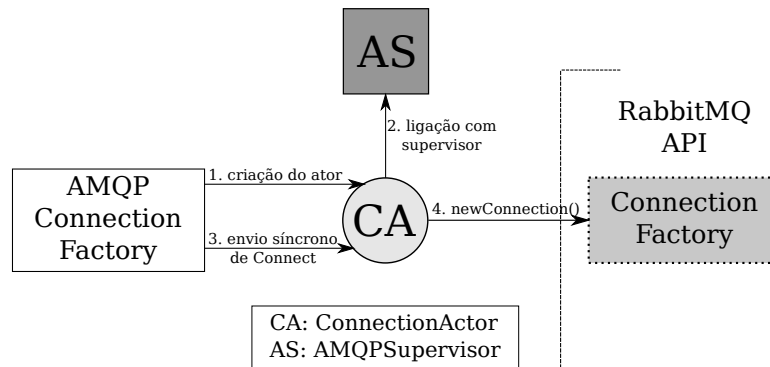 AS
2. ligação com
supervisor
RabbitMQ
API
1. criação do ator
AMQP
Connection
Factory
CA
4. newConnection()
Connection
Factory
3. envio síncrono
de Connect
CA: ConnectionActor
AS: AMQPSupervisor